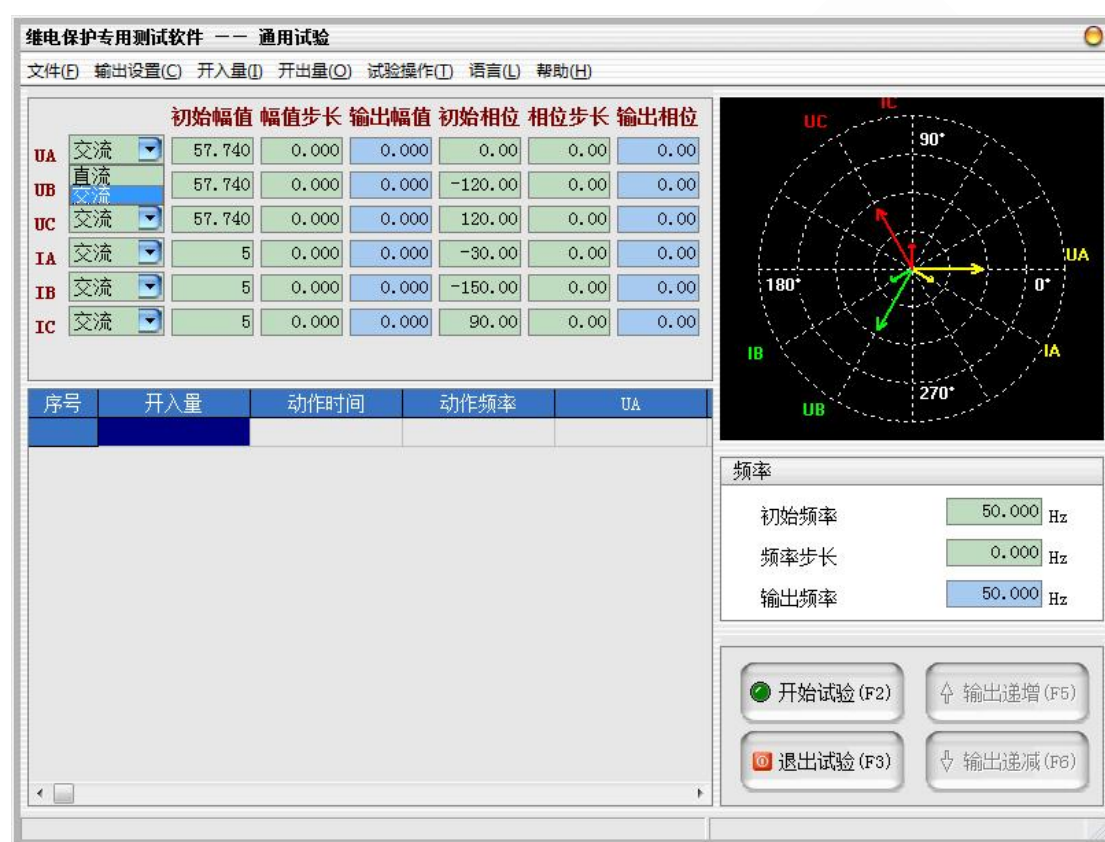 继电保护专用测试软件 —— 通用试验
文件(F) 输出设置(C) 开入量(I) 开出量(O) 试验操作(T) 语言(L) 帮助(H)
初始幅值 幅值步长 输出幅值 初始相位 相位步长 输出相位
UA 交流 57.740 0.000 0.000 0.00 0.00 0.00
直流
UB 交流 57.740 0.000 0.000 -120.00 0.00 0.00
UC 交流 57.740 0.000 0.000 120.00 0.00 0.00
IA 交流 5 0.000 0.000 -30.00 0.00 0.00
IB 交流 5 0.000 0.000 -150.00 0.00 0.00
IC 交流 5 0.000 0.000 90.00 0.00 0.00
IC
UC
90°
UA
180° 0°
IB IA
270°
UB
序号 开入量 动作时间 动作频率 UA
频率
初始频率 50.000 Hz
频率步长 0.000 Hz
输出频率 50.000 Hz
开始试验(F2) 输出递增(F5)
退出试验(F3) 输出递减(F6)